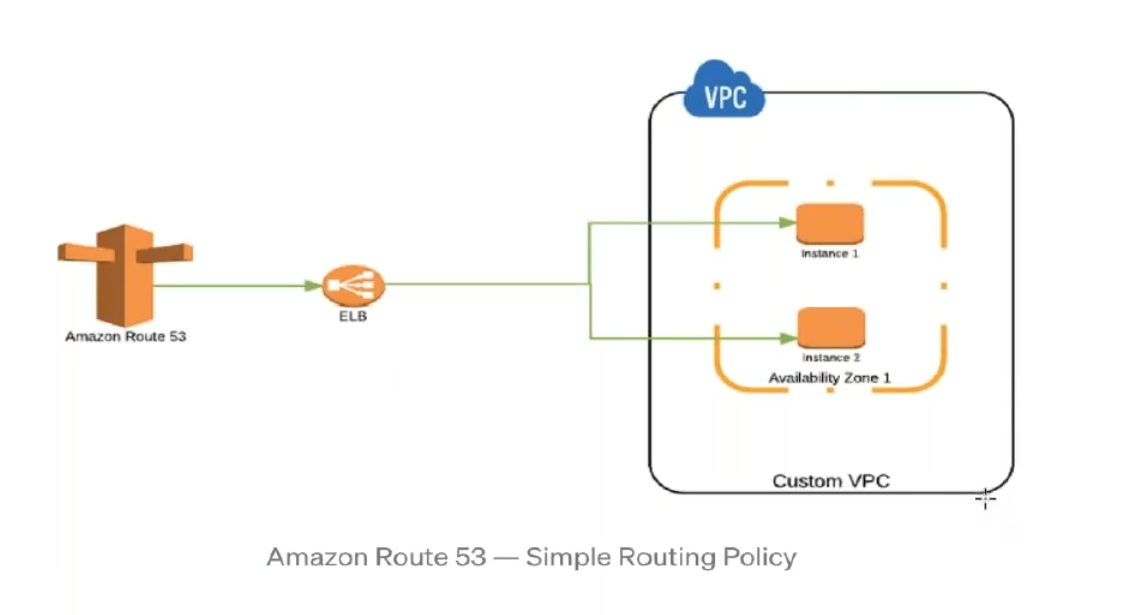 VPC
Instance 1
Amazon Route 53
ELB
Instance 2
Availability Zone 1
Custom VPC
Amazon Route 53 — Simple Routing Policy